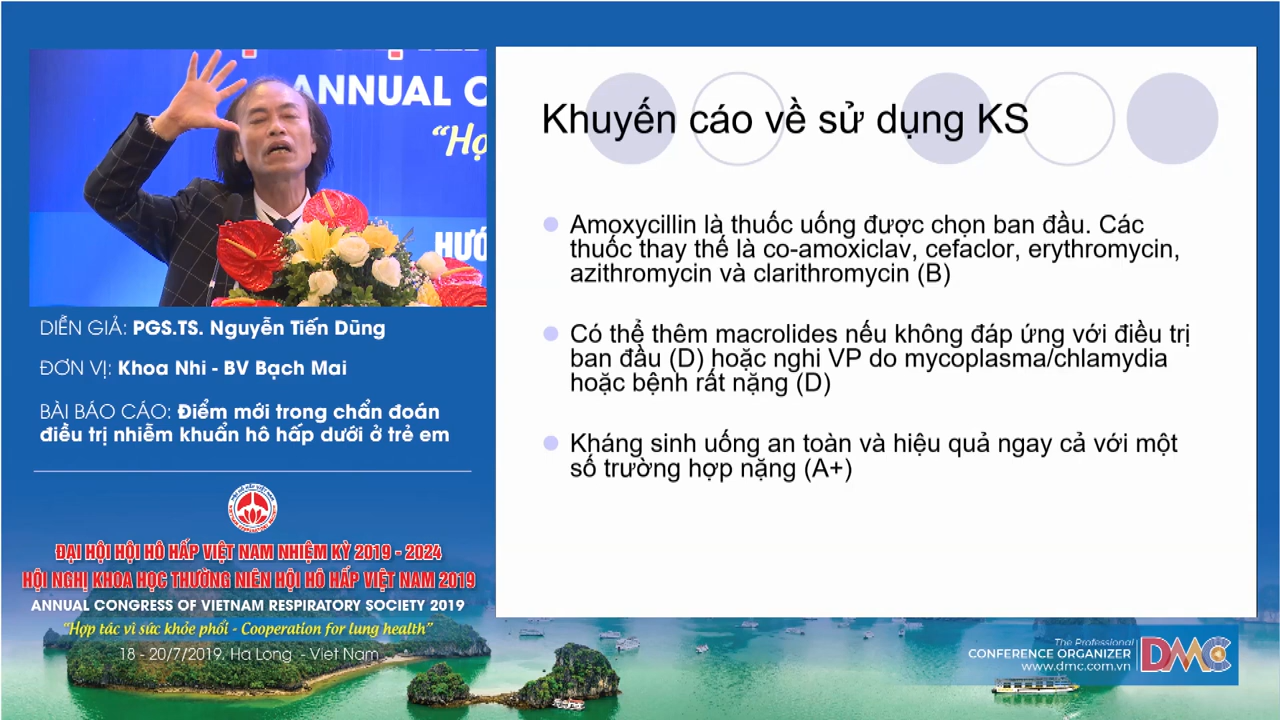 ANNUAL C
“Họ
HƯỚ
DIỄN GIẢ: PGS.TS. Nguyễn Tiến Dũng
ĐƠN VỊ: Khoa Nhi - BV Bạch Mai
BÀI BÁO CÁO: Điểm mới trong chẩn đoán
điều trị nhiễm khuẩn hô hấp dưới ở trẻ em
ĐẠI HỘI HỘI HÔ HẤP VIỆT NAM NHIỆM KỲ 2019 - 2024
HỘI NGHỊ KHOA HỌC THƯỜNG NIÊN HỘI HÔ HẤP VIỆT NAM 2019
ANNUAL CONGRESS OF VIETNAM RESPIRATORY SOCIETY 2019
“Hợp tác vì sức khỏe phổi - Cooperation for lung health”
18 - 20/7/2019. Ha Long - Viet Nam
Khuyến cáo về sử dụng KS
Amoxycillin là thuốc uống được chọn ban đầu. Các
thuốc thay thế là co-amoxiclav, cefaclor, erythromycin,
azithromycin và clarithromycin (B)
Có thể thêm macrolides nếu không đáp ứng với điều trị
ban đầu (D) hoặc nghi VP do mycoplasma/chlamydia
hoặc bệnh rất nặng (D)
Kháng sinh uống an toàn và hiệu quả ngay cả với một
số trường hợp nặng (A+)
The Professional
CONFERENCE ORGANIZER
www.dmc.com.vn
DMC